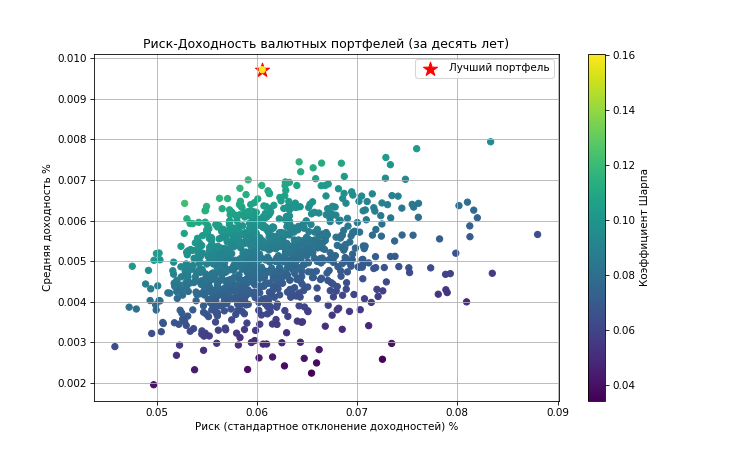 Риск-Доходность валютных портфелей (за десять лет)
Лучший портфель
Средняя доходность %
0.010
0.009
0.008
0.007
0.006
0.005
0.004
0.003
0.002
0.05 0.06 0.07 0.08 0.09
Риск (стандартное отклонение доходностей) %
0.16
0.14
0.12
0.10
0.08
0.06
0.04
Коэффициент Шарпа